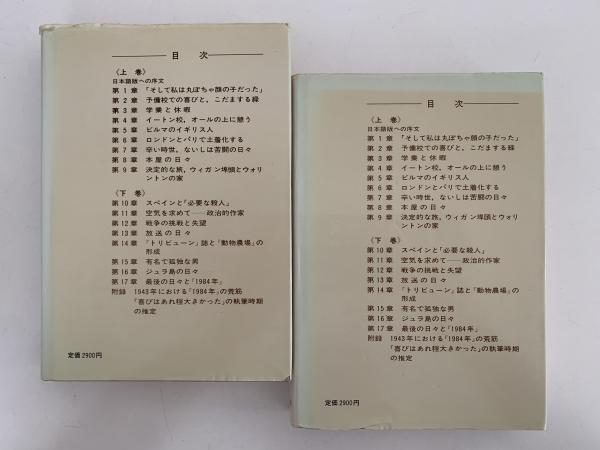 目次
〈上巻〉
日本語版への序文
第1章 「そして私は丸ぽちゃ顔の子だった」
第2章 予備校での喜びと，こだまする緑
第3章 学業と休暇
第4章 イートン校，オールの上に憩う
第5章 ビルマのイギリス人
第6章 ロンドンとパリで土着化する
第7章 辛い時世，ないしは苦闘の日々
第8章 本屋の日々
第9章 決定的な旅，ウィガン埠頭とウォリ
ントンの家
〈下巻〉
第10章 スペインと「必要な殺人」
第11章 空気を求めて——政治的作家
第12章 戦争の挑戦と失望
第13章 放送の日々
第14章 「トリビューン」誌と「動物農場」の
形成
第15章 有名で孤独な男
第16章 ジュラ島の日々
第17章 最後の日々と「1984年」
附録 1943年における「1984年」の荒筋
「喜びはあれ程大きかった」の執筆時期
の推定
定価2900円
目次
〈上巻〉
日本語版への序文
第1章 「そして私は丸ぽちゃ顔の子だった」
第2章 予備校での喜びと，こだまする緑
第3章 学業と休暇
第4章 イートン校，オールの上に憩う
第5章 ビルマのイギリス人
第6章 ロンドンとパリで土着化する
第7章 辛い時世，ないしは苦闘の日々
第8章 本屋の日々
第9章 決定的な旅，ウィガン埠頭とウォリ
ントンの家
〈下巻〉
第10章 スペインと「必要な殺人」
第11章 空気を求めて——政治的作家
第12章 戦争の挑戦と失望
第13章 放送の日々
第14章 「トリビューン」誌と「動物農場」の
形成
第15章 有名で孤独な男
第16章 ジュラ島の日々
第17章 最後の日々と「1984年」
附録 1943年における「1984年」の荒筋
「喜びはあれ程大きかった」の執筆時期
の推定
定価2900円